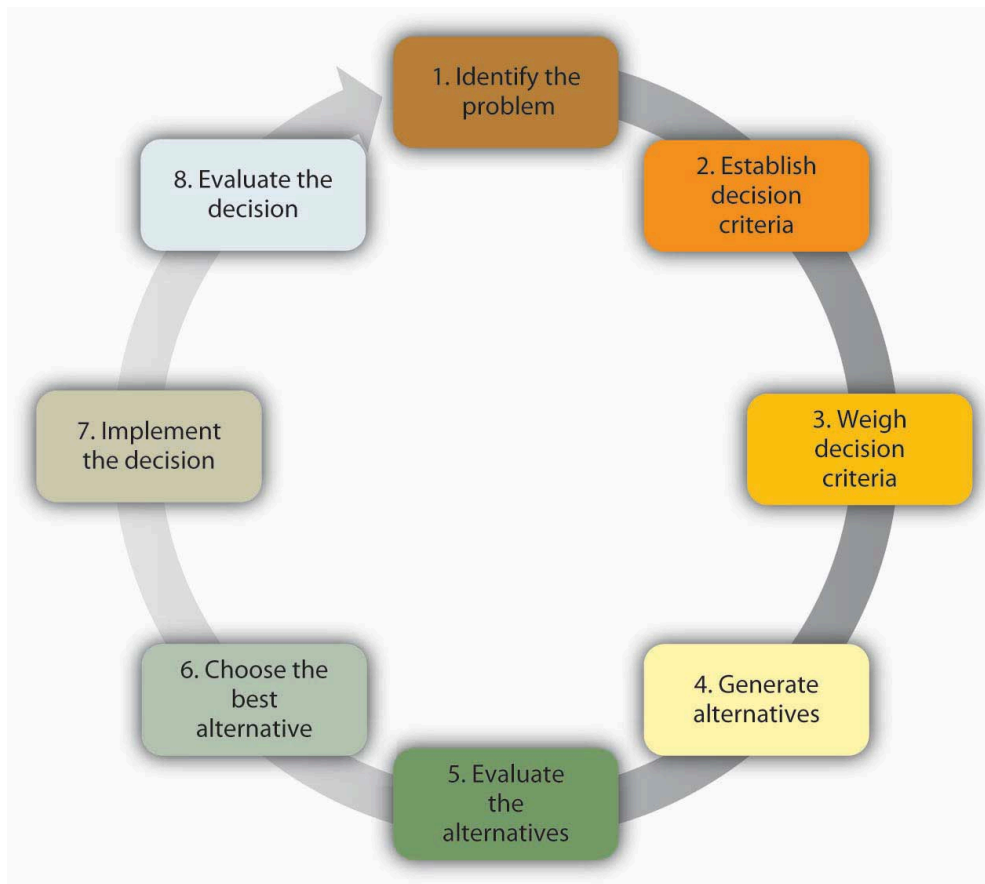 1. Identify the
problem
2. Establish
decision
criteria
3. Weigh
decision
criteria
4. Generate
alternatives
5. Evaluate
the
alternatives
6. Choose the
best
alternative
7. Implement
the decision
8. Evaluate the
decision